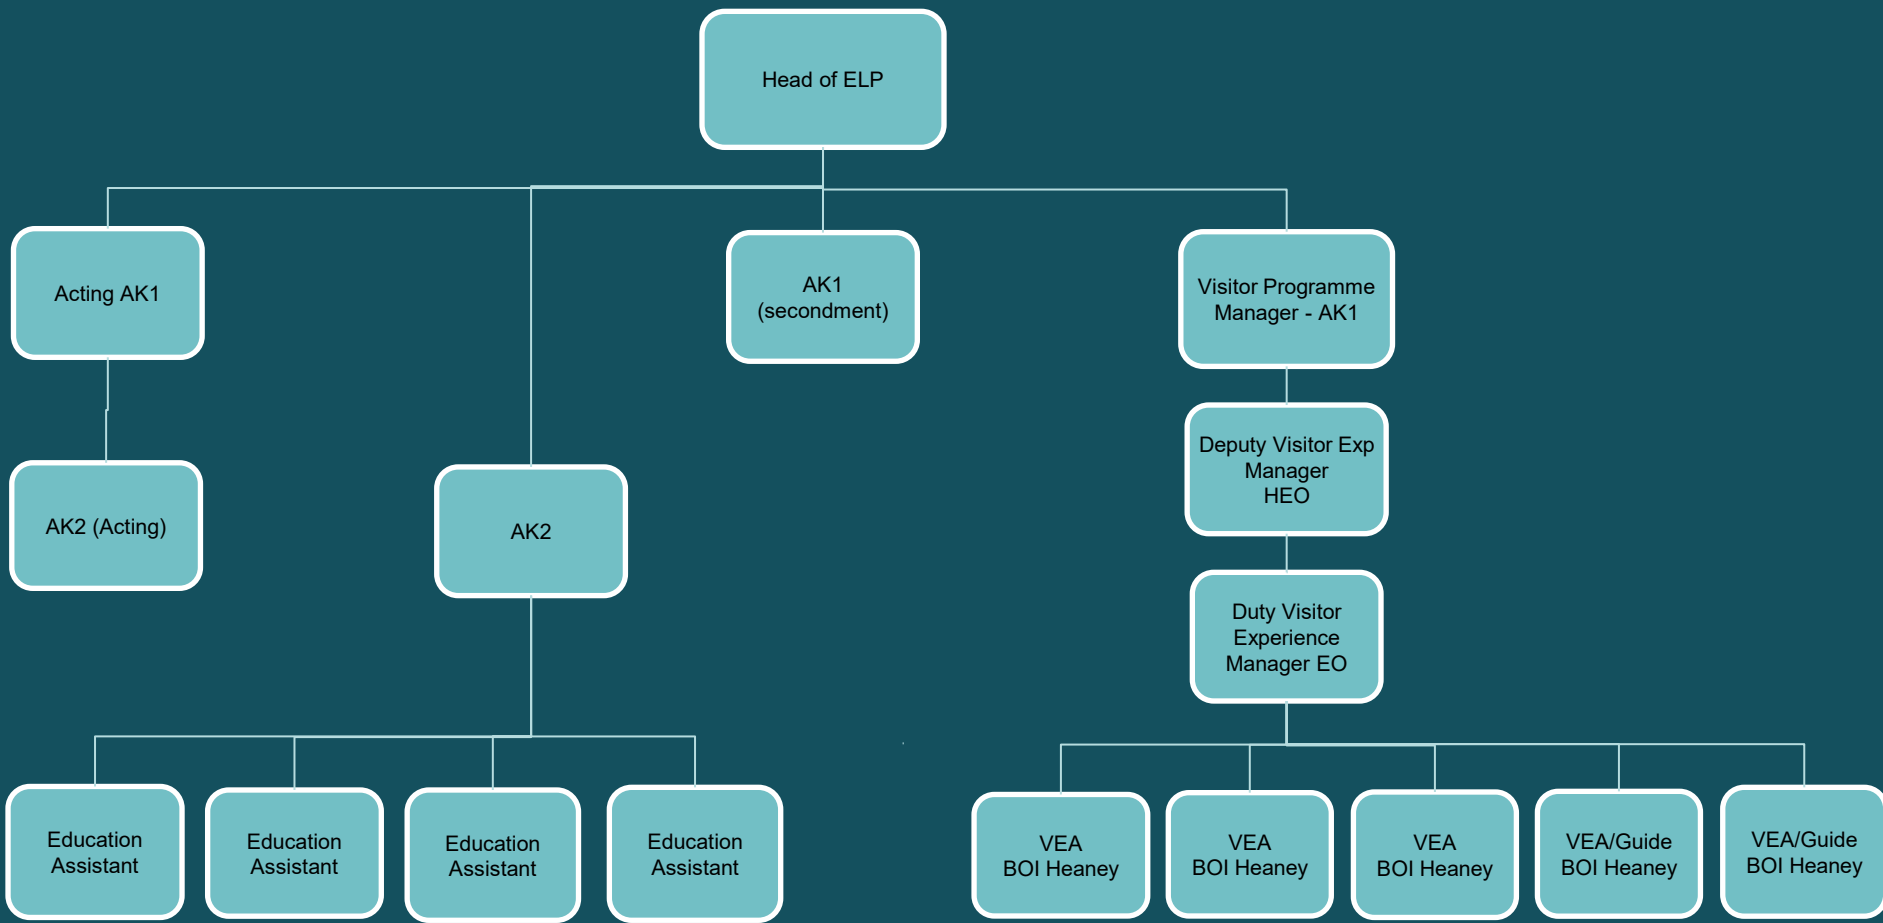 Head of ELP
Acting AK1
AK1
(secondment)
Visitor Programme
Manager - AK1
Deputy Visitor Exp
Manager
HEO
AK2 (Acting)
AK2
Duty Visitor
Experience
Manager EO
Education
Assistant
Education
Assistant
Education
Assistant
Education
Assistant
VEA
BOI Heaney
VEA
BOI Heaney
VEA
BOI Heaney
VEA/Guide
BOI Heaney
VEA/Guide
BOI Heaney